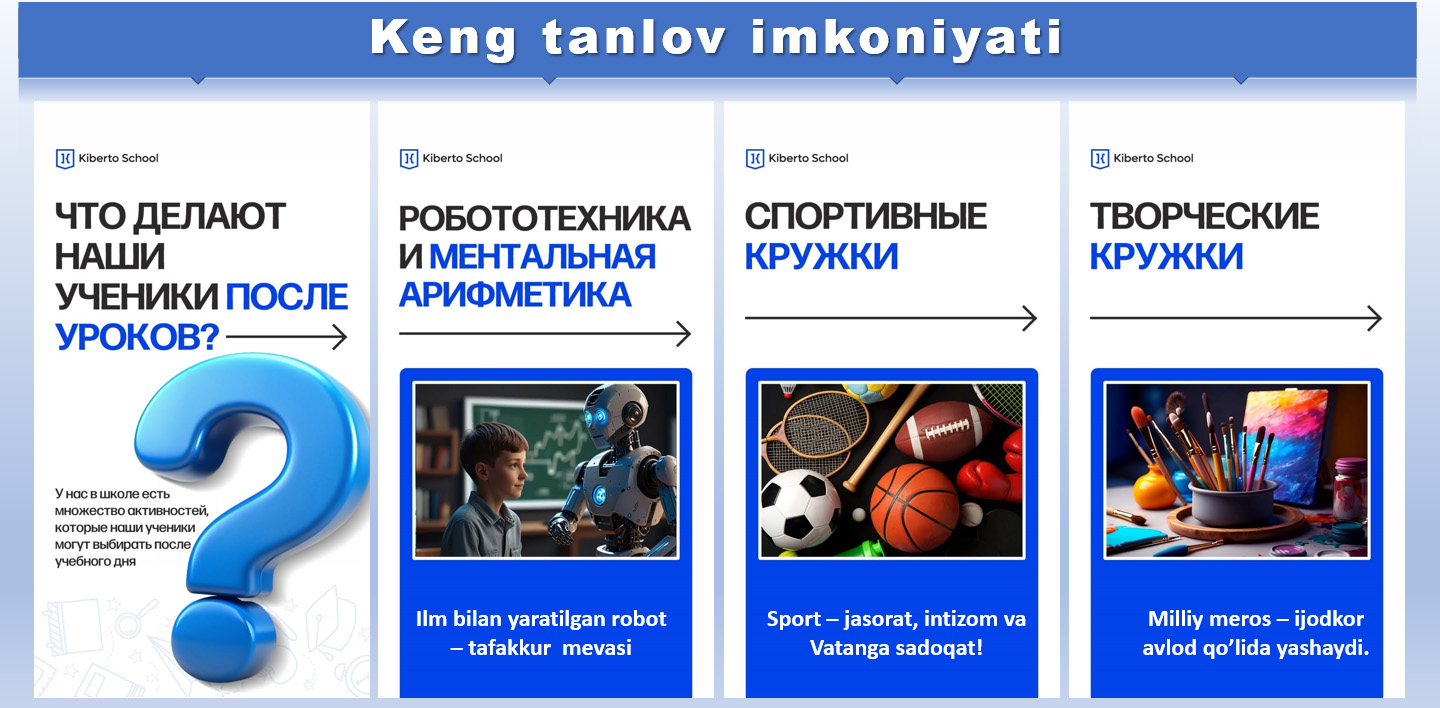 Keng tanlov imkoniyati
Kiberto School
ЧТО ДЕЛАЮТ
НАШИ
УЧЕНИКИ ПОСЛЕ
УРОКОВ?
У нас в школе есть
множество активностей,
которые наши ученики
могут выбирать после
учебного дня
Kiberto School
РОБОТОТЕХНИКА
И МЕНТАЛЬНАЯ
АРИФМЕТИКА
Ilm bilan yaratilgan robot
– tafakkur mevasi
Kiberto School
СПОРТИВНЫЕ
КРУЖКИ
Sport – jasorat, intizom va
Vatanga sadoqat!
Kiberto School
ТВОРЧЕСКИЕ
КРУЖКИ
Milliy meros – ijodkor
avlod qo’lida yashaydi.